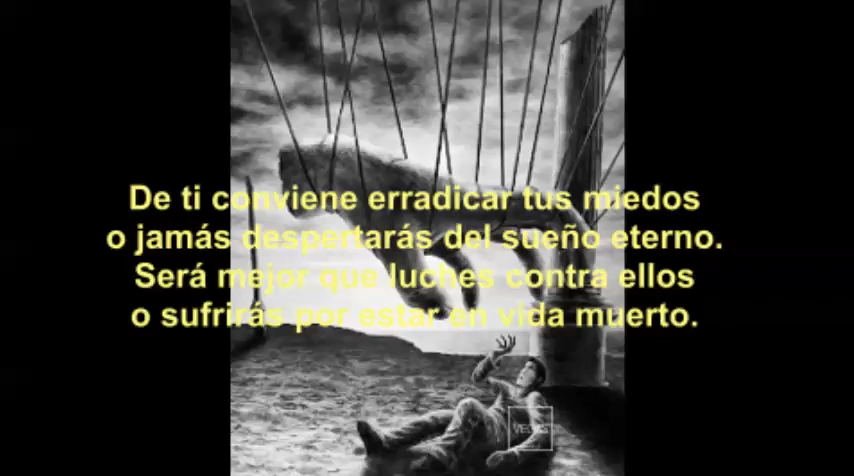 De ti conviene erradicar tus miedos
o jamás despertarás del sueño eterno.
Será mejor que luches contra ellos
o sufrirás por estar en vida muerto.